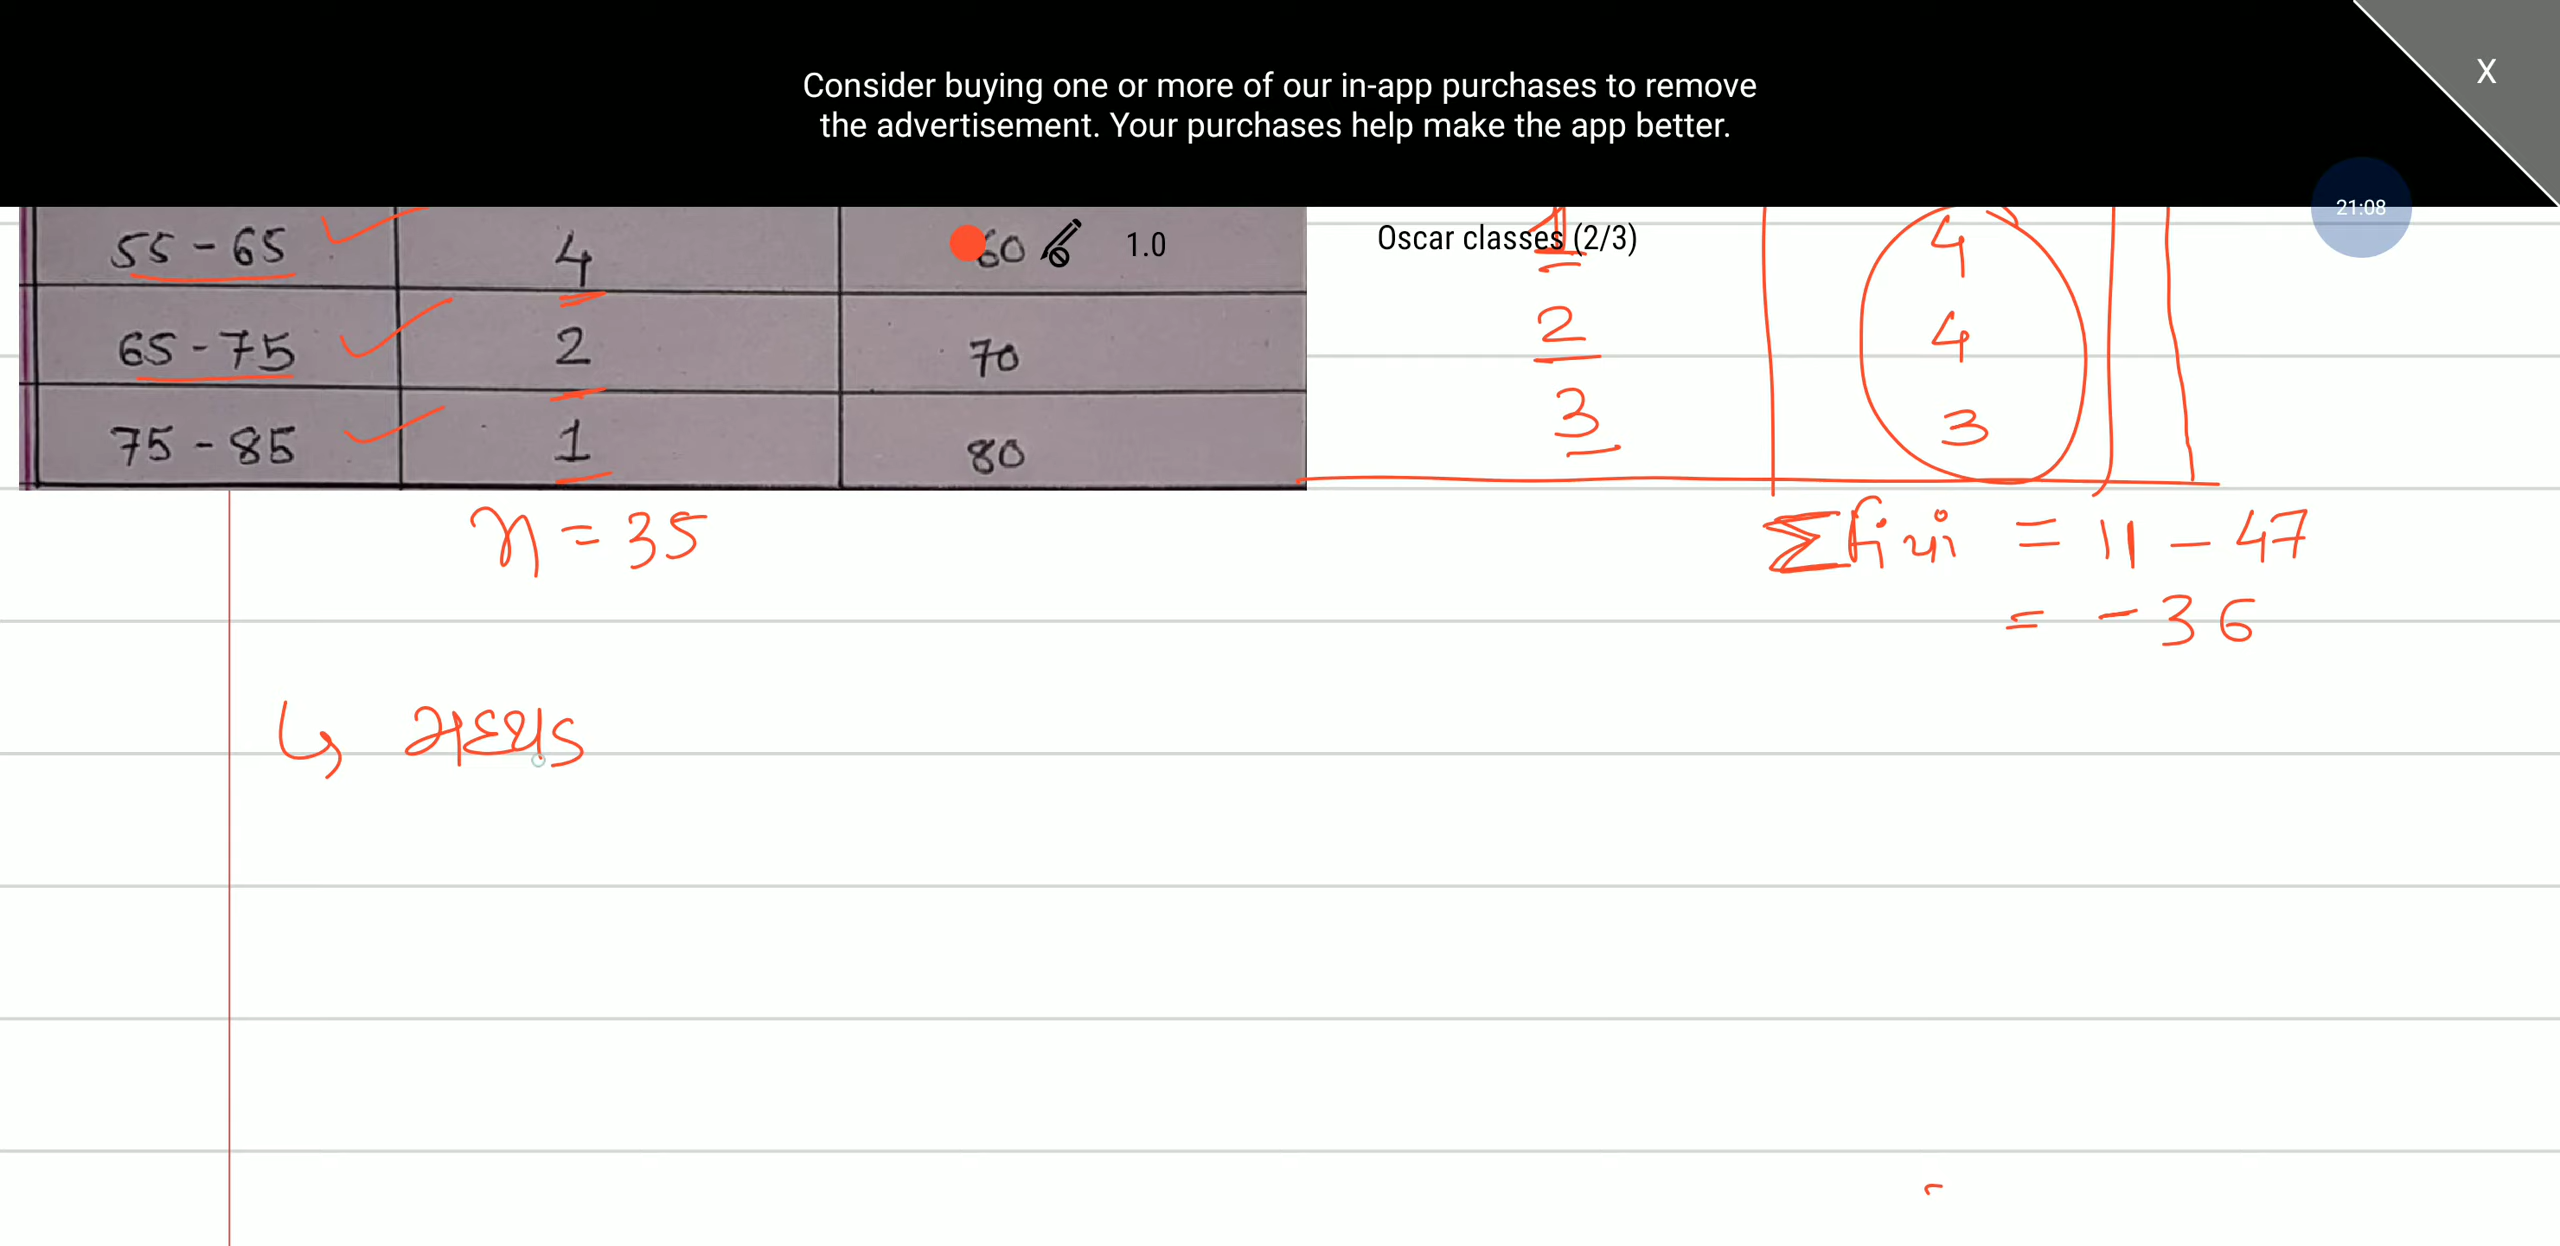 Consider buying one or more of our in-app purchases to remove
the advertisement. Your purchases help make the app better.
X
21:08
55-65 4 60
1.0
Oscar classes (2/3)
1 4
65-75 2 70
2 4
75-85 1 80
3 3
n = 35
Σfiui = 11 - 47
= -36
↳ મધ્યક